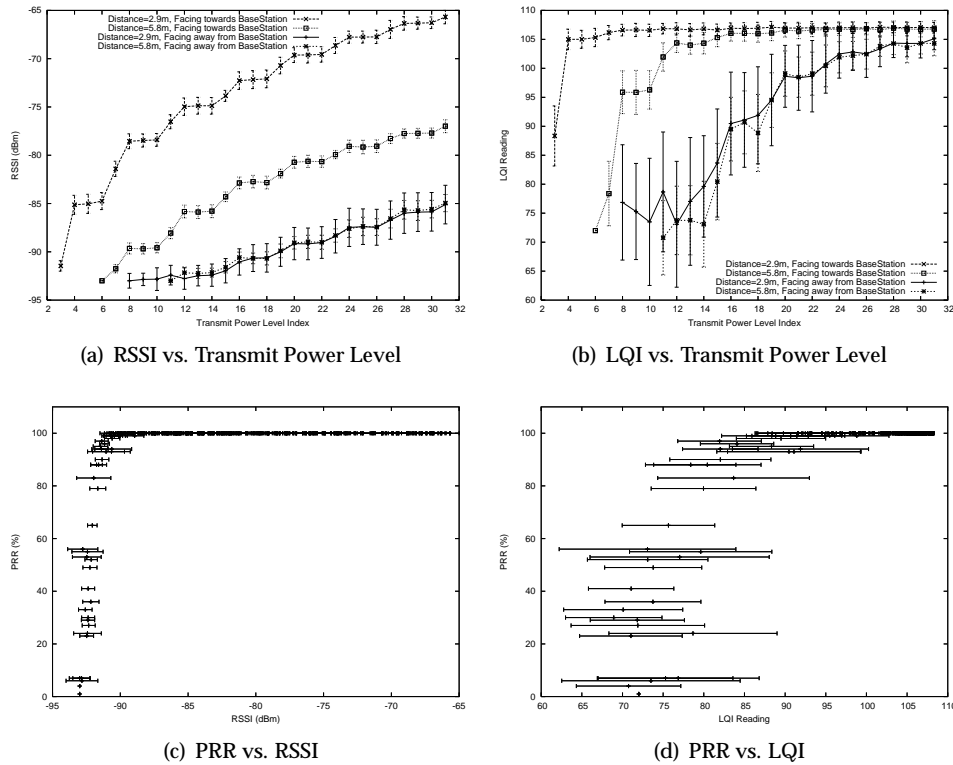 -65
-70
-75
-80
-85
-90
-95
RSSI (dBm)
Distance=2.9m, Facing towards BaseStation
Distance=5.8m, Facing towards BaseStation
Distance=2.9m, Facing away from BaseStation
Distance=5.8m, Facing away from BaseStation
2 4 6 8 10 12 14 16 18 20 22 24 26 28 30 32
Transmit Power Level Index
(a) RSSI vs. Transmit Power Level
110
105
100
95
90
85
80
75
70
65
60
LQI Reading
Distance=2.9m, Facing towards BaseStation
Distance=5.8m, Facing towards BaseStation
Distance=2.9m, Facing away from BaseStation
Distance=5.8m, Facing away from BaseStation
2 4 6 8 10 12 14 16 18 20 22 24 26 28 30 32
Transmit Power Level Index
(b) LQI vs. Transmit Power Level
100
80
60
40
20
0
PRR (%)
-95 -90 -85 -80 -75 -70 -65
RSSI (dBm)
(c) PRR vs. RSSI
100
80
60
40
20
0
PRR (%)
60 65 70 75 80 85 90 95 100 105 110
LQI Reading
(d) PRR vs. LQI